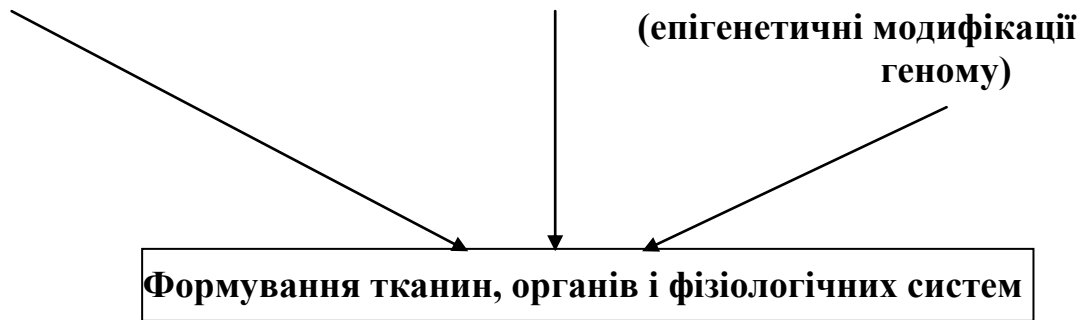 (епігенетичні модифікації
геному)
Формування тканин, органів і фізіологічних систем